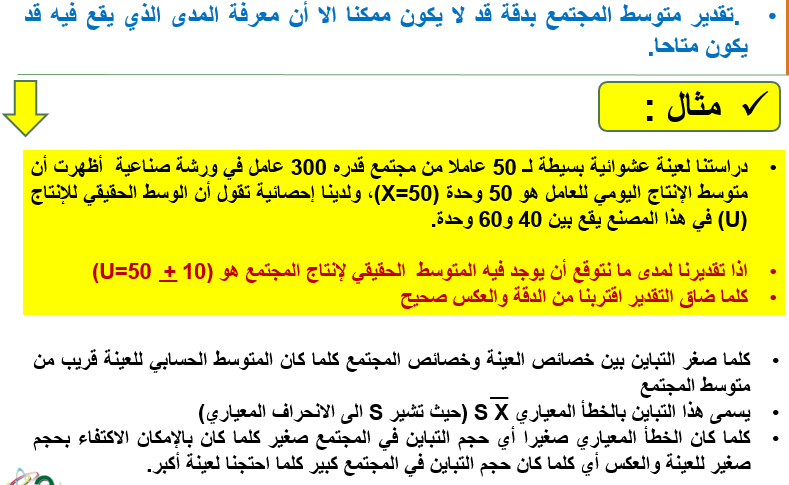 • .تقدير متوسط المجتمع بدقة قد لا يكون ممكنا الا أن معرفة المدى الذي يقع فيه قد
يكون متاحا.
✓ مثال :
• دراستنا لعينة عشوائية بسيطة لـ 50 عاملا من مجتمع قدره 300 عامل في ورشة صناعية أظهرت أن
متوسط الإنتاج اليومي للعامل هو 50 وحدة (X=50)، ولدينا إحصائية تقول أن الوسط الحقيقي للإنتاج
(U) في هذا المصنع يقع بين 40 و60 وحدة.
• اذا تقديرنا لمدى ما نتوقع أن يوجد فيه المتوسط الحقيقي لإنتاج المجتمع هو (U=50 ± 10)
• كلما ضاق التقدير اقتربنا من الدقة والعكس صحيح
• كلما صغر التباين بين خصائص العينة وخصائص المجتمع كلما كان المتوسط الحسابي للعينة قريب من
متوسط المجتمع
• يسمى هذا التباين بالخطأ المعياري S X̅ (حيث تشير S الى الانحراف المعياري)
• كلما كان الخطأ المعياري صغيرا أي حجم التباين في المجتمع صغير كلما كان بالإمكان الاكتفاء بحجم
صغير للعينة والعكس أي كلما كان حجم التباين في المجتمع كبير كلما احتجنا لعينة أكبر.